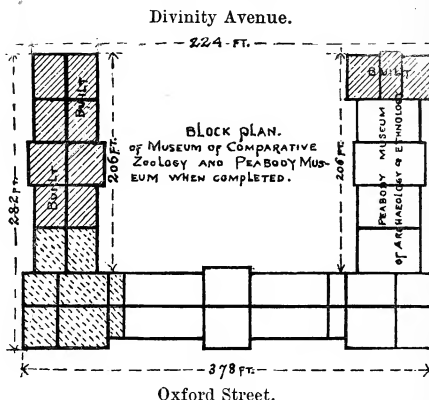 Divinity Avenue.
224 FT.
BUILT
BUILT
BUILT
BUILT
282 FT.
206 FT.
BLOCK PLAN.
OF MUSEUM OF COMPARATIVE
ZOOLOGY AND PEABODY MUS-
EUM WHEN COMPLETED.
206 FT.
PEABODY MUSEUM
OF ARCHAEOLOGY & ETHNOLOGY
378 FT.
Oxford Street.